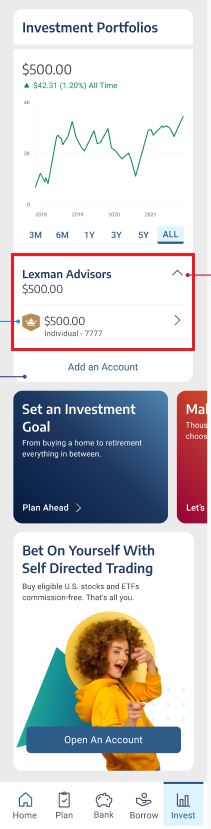 Investment Portfolios
$500.00
▲ $42.31 (1.20%) All Time
4K
2K
0
2018 2019 2020 2021
3M 6M 1Y 3Y 5Y ALL
Lexman Advisors
$500.00
$500.00
Individual - 7777
Add an Account
Set an Investment
Goal
From buying a home to retirement
everything in between.
Plan Ahead
Mal
Thous
choos
Let's
Bet On Yourself With
Self Directed Trading
Buy eligible U.S. stocks and ETFs
commission-free. That's all you.
Open An Account
Home Plan Bank Borrow Invest